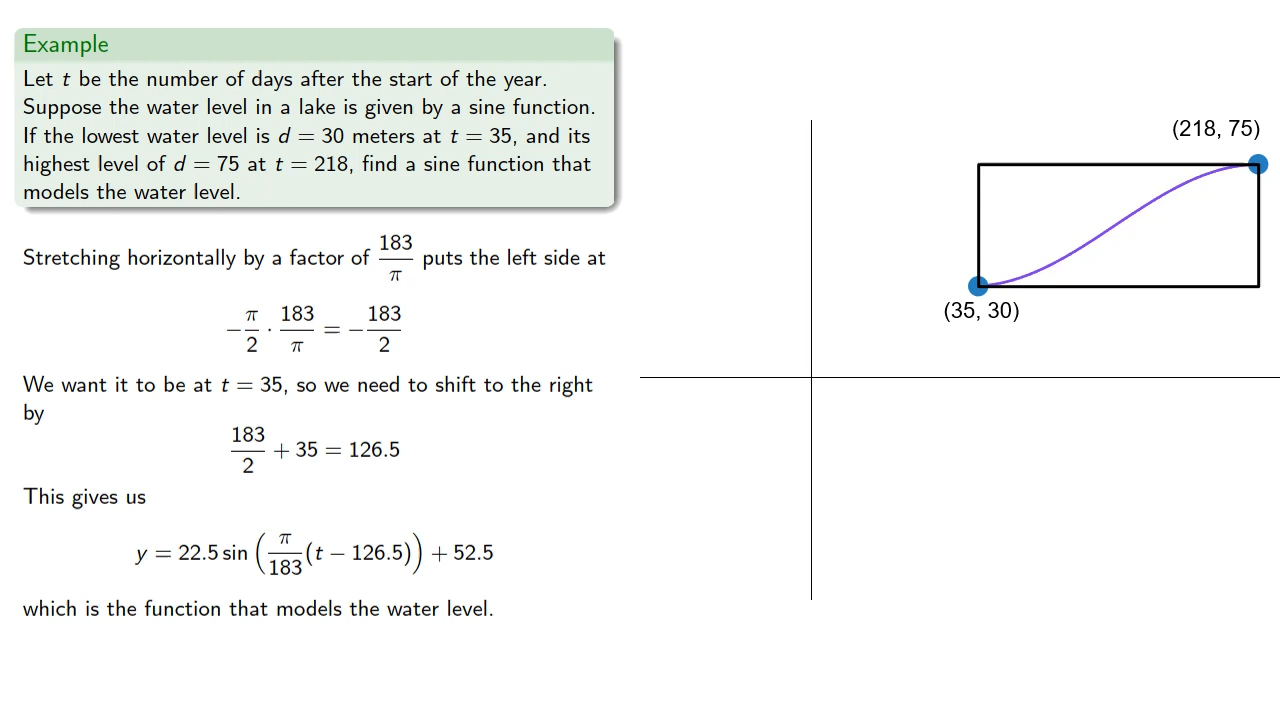 Example
Let t be the number of days after the start of the year.
Suppose the water level in a lake is given by a sine function.
If the lowest water level is d = 30 meters at t = 35, and its
highest level of d = 75 at t = 218, find a sine function that
models the water level.
Stretching horizontally by a factor of 183/π puts the left side at
−π/2 · 183/π = −183/2
We want it to be at t = 35, so we need to shift to the right
by
183/2 + 35 = 126.5
This gives us
y = 22.5 sin (π/183 (t − 126.5)) + 52.5
which is the function that models the water level.
(218, 75)
(35, 30)